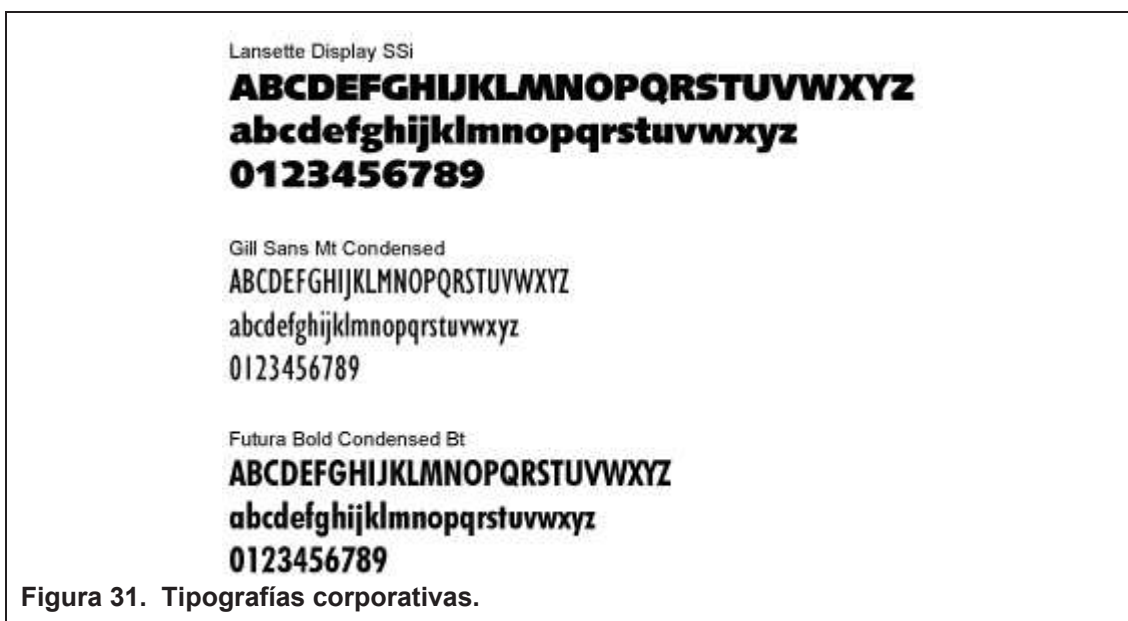 Lansette Display SSi
ABCDEFGHIJKLMNOPQRSTUVWXYZ
abcdefghijklmnopqrstuvwxyz
0123456789
Gill Sans Mt Condensed
ABCDEFGHIJKLMNOPQRSTUVWXYZ
abcdefghijklmnopqrstuvwxyz
0123456789
Futura Bold Condensed Bt
ABCDEFGHIJKLMNOPQRSTUVWXYZ
abcdefghijklmnopqrstuvwxyz
0123456789
Figura 31. Tipografías corporativas.